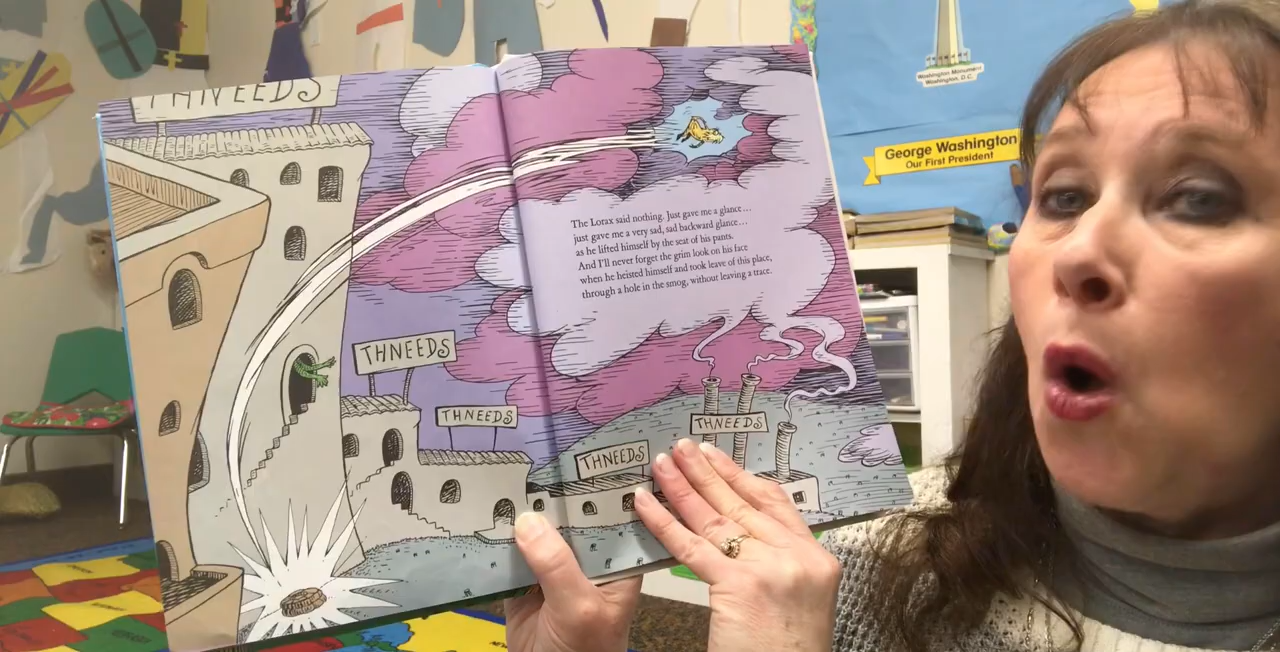 THNEEDS
Washington Monument
Washington, D.C.
George Washington
Our First President
The Lorax said nothing. Just gave me a glance...
just gave me a very sad, sad backward glance...
as he lifted himself by the seat of his pants.
And I'll never forget the grim look on his face
when he heisted himself and took leave of this place,
through a hole in the smog, without leaving a trace.
THNEEDS
THNEEDS
THNEEDS
THNEEDS